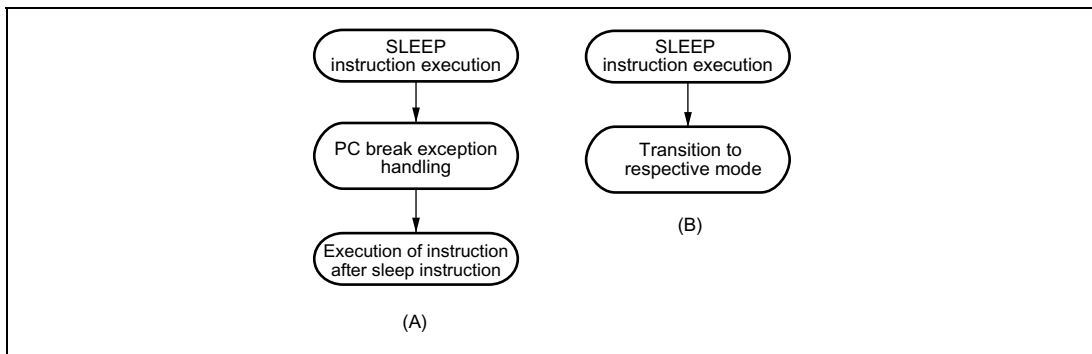 SLEEP
instruction execution
PC break exception
handling
Execution of instruction
after sleep instruction
(A)
SLEEP
instruction execution
Transition to
respective mode
(B)